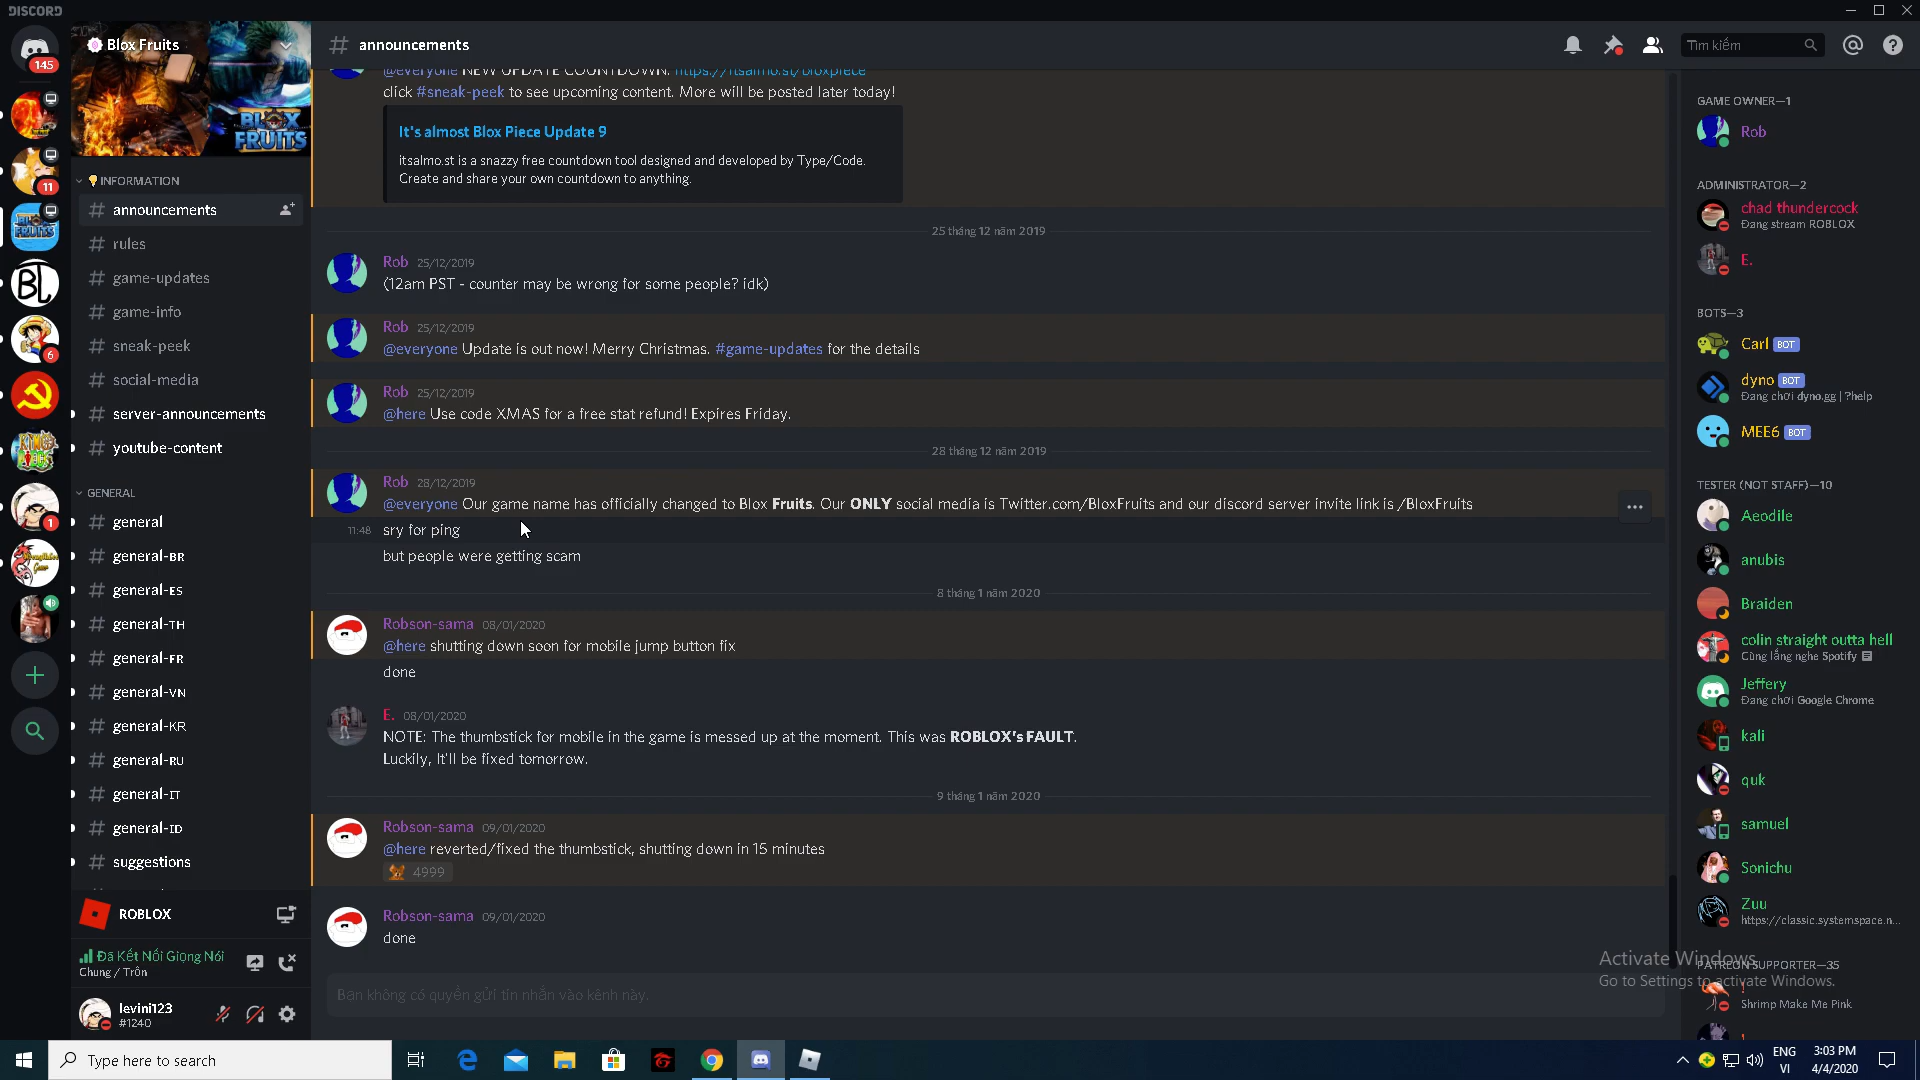 DISCORD
Blox Fruits
announcements
Tìm kiếm
145
11
6
1
BL
BLOX
FRUITS
INFORMATION
announcements
rules
game-updates
game-info
sneak-peek
social-media
server-announcements
youtube-content
GENERAL
general
general-BR
general-ES
general-TH
general-FR
general-VN
general-KR
general-RU
general-IT
general-ID
suggestions
ROBLOX
Đã Kết Nối Giọng Nói
Chung / Trôn
levini123
#1240
@everyone NEW UPDATE COUNTDOWN: https://itsalmo.st/bloxpiece
click #sneak-peek to see upcoming content. More will be posted later today!
It's almost Blox Piece Update 9
itsalmo.st is a snazzy free countdown tool designed and developed by Type/Code.
Create and share your own countdown to anything.
25 tháng 12 năm 2019
Rob 25/12/2019
(12am PST - counter may be wrong for some people? idk)
Rob 25/12/2019
@everyone Update is out now! Merry Christmas. #game-updates for the details
Rob 25/12/2019
@here Use code XMAS for a free stat refund! Expires Friday.
28 tháng 12 năm 2019
Rob 28/12/2019
@everyone Our game name has officially changed to Blox Fruits. Our ONLY social media is Twitter.com/BloxFruits and our discord server invite link is /BloxFruits
11:48 sry for ping
but people were getting scam
8 tháng 1 năm 2020
Robson-sama 08/01/2020
@here shutting down soon for mobile jump button fix
done
E. 08/01/2020
NOTE: The thumbstick for mobile in the game is messed up at the moment. This was ROBLOX's FAULT.
Luckily, It'll be fixed tomorrow.
9 tháng 1 năm 2020
Robson-sama 09/01/2020
@here reverted/fixed the thumbstick, shutting down in 15 minutes
4999
Robson-sama 09/01/2020
done
Bạn không có quyền gửi tin nhắn vào kênh này.
GAME OWNER—1
Rob
ADMINISTRATOR—2
chad thundercock
Đang stream ROBLOX
E.
BOTS—3
Carl BOT
dyno BOT
Đang chơi dyno.gg | ?help
MEE6 BOT
TESTER (NOT STAFF)—10
Aeodile
anubis
Braiden
colin straight outta hell
Cùng lắng nghe Spotify
Jeffery
Đang chơi Google Chrome
kali
quk
samuel
Sonichu
Zuu
https://classic.systemspace.n...
PATREON SUPPORTER—35
!
Shrimp Make Me Pink
Activate Windows
Go to Settings to activate Windows.
Type here to search
ENG
VI
3:03 PM
4/4/2020